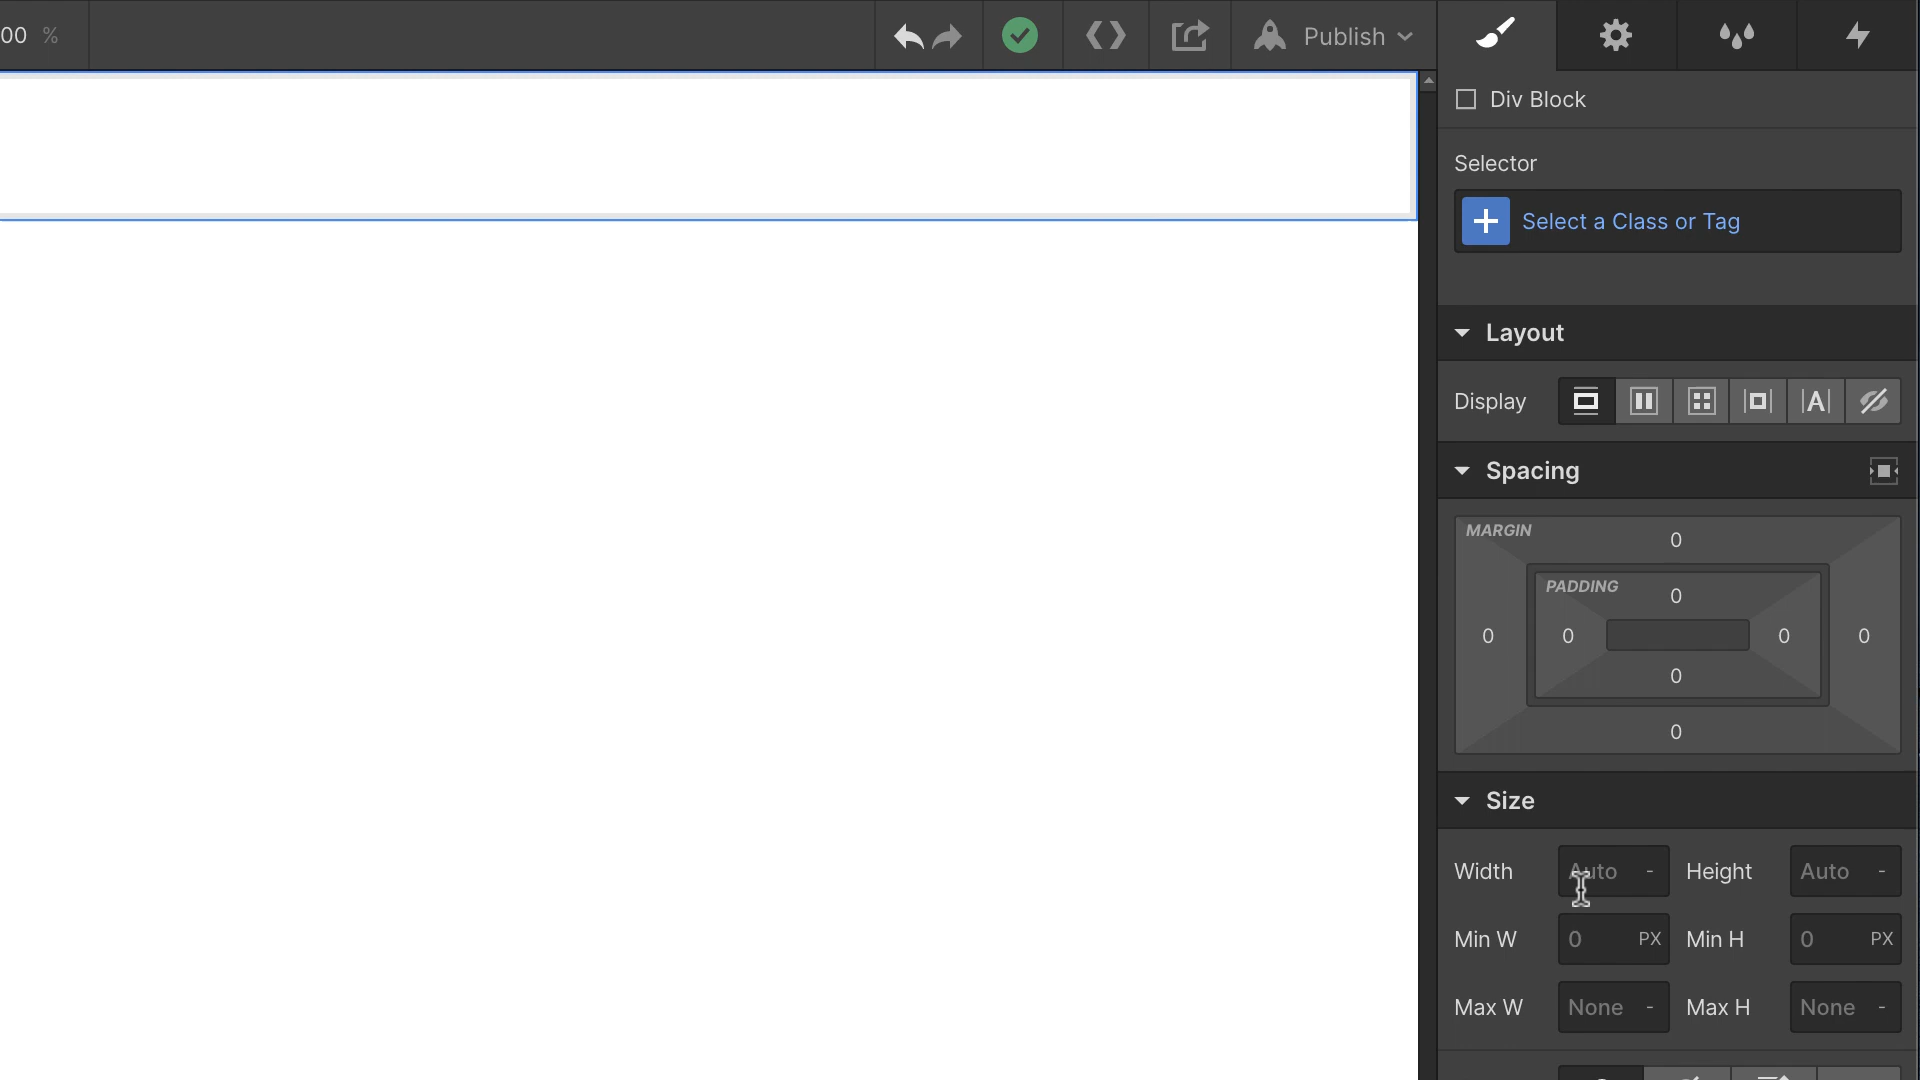 00 %
Publish
Div Block
Selector
Select a Class or Tag
Layout
Display
Spacing
MARGIN
0
PADDING
0
0 0 0 0
0
0
Size
Width Auto - Height Auto -
Min W 0 PX Min H 0 PX
Max W None - Max H None -